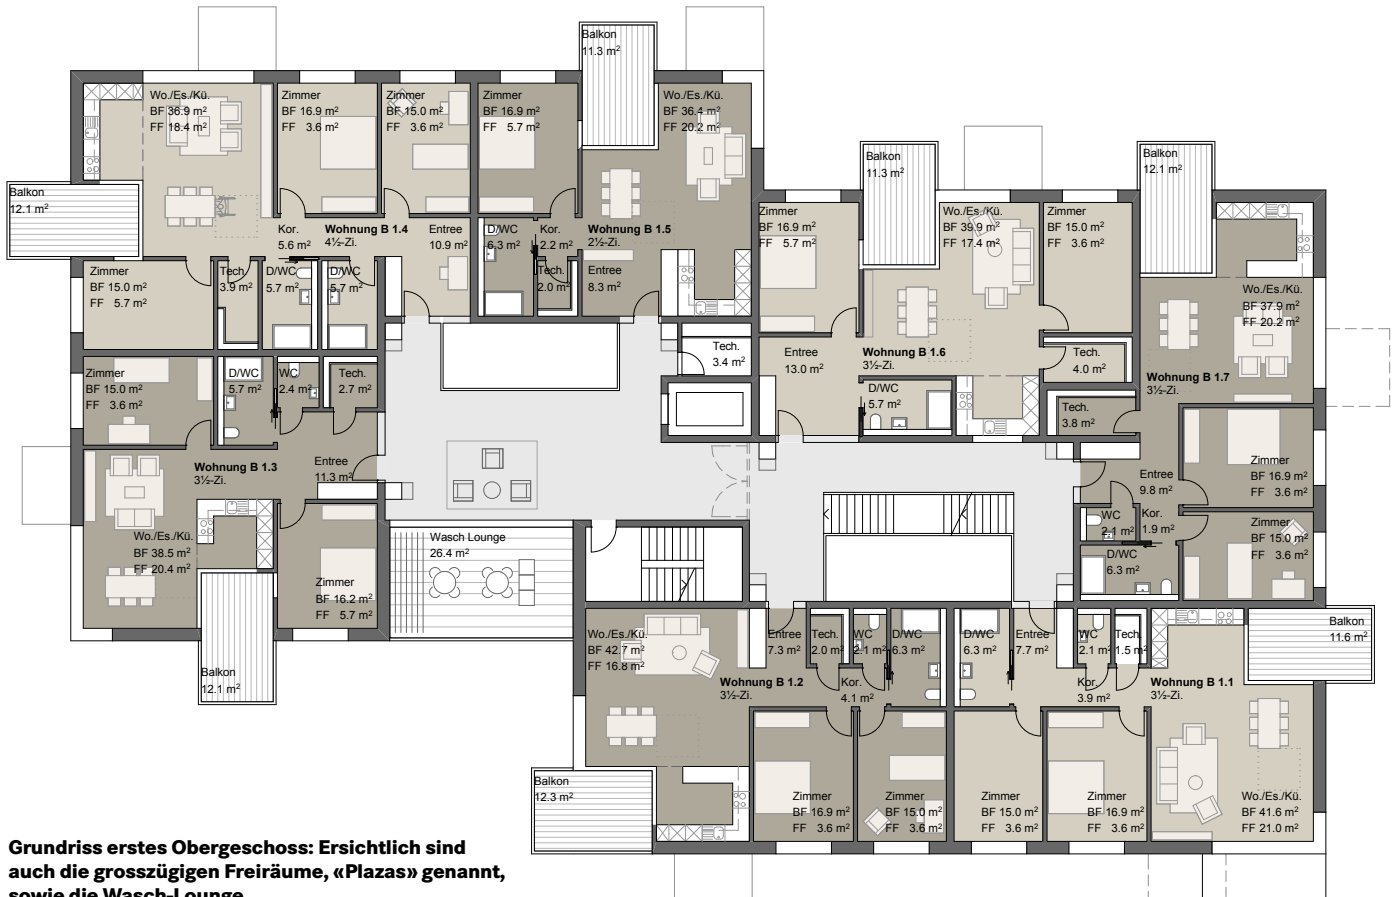 Balkon
11.3 m²
Wo./Es./Kü.
BF 36.9 m²
FF 18.4 m²
Zimmer
BF 16.9 m²
FF 3.6 m²
Zimmer
BF 15.0 m²
FF 3.6 m²
Zimmer
BF 16.9 m²
FF 5.7 m²
Wo./Es./Kü.
BF 36.4 m²
FF 20.2 m²
Balkon
12.1 m²
Kor.
5.6 m²
Wohnung B 1.4
4½-Zi.
Entree
10.9 m²
D/WC
6.3 m²
Kor.
2.2 m²
Wohnung B 1.5
2½-Zi.
Zimmer
BF 15.0 m²
FF 5.7 m²
Tech.
3.9 m²
D/WC
5.7 m²
D/WC
5.7 m²
Tech.
2.0 m²
Entree
8.3 m²
Balkon
11.3 m²
Balkon
12.1 m²
Zimmer
BF 16.9 m²
FF 5.7 m²
Wo./Es./Kü.
BF 39.9 m²
FF 17.4 m²
Zimmer
BF 15.0 m²
FF 3.6 m²
Wo./Es./Kü.
BF 37.9 m²
FF 20.2 m²
Tech.
3.4 m²
Entree
13.0 m²
Wohnung B 1.6
3½-Zi.
Tech.
4.0 m²
D/WC
5.7 m²
Wohnung B 1.7
3½-Zi.
Tech.
3.8 m²
Zimmer
BF 15.0 m²
FF 3.6 m²
D/WC
5.7 m²
WC
2.4 m²
Tech.
2.7 m²
Wohnung B 1.3
3½-Zi.
Entree
11.3 m²
Entree
9.8 m²
Zimmer
BF 16.9 m²
FF 3.6 m²
Wo./Es./Kü.
BF 38.5 m²
FF 20.4 m²
Zimmer
BF 16.2 m²
FF 5.7 m²
Wasch Lounge
26.4 m²
WC
2.1 m²
Kor.
1.9 m²
Zimmer
BF 15.0 m²
FF 3.6 m²
D/WC
6.3 m²
Balkon
12.1 m²
Wo./Es./Kü.
BF 42.7 m²
FF 16.8 m²
Entree
7.3 m²
Tech.
2.0 m²
WC
2.1 m²
D/WC
6.3 m²
D/WC
6.3 m²
Entree
7.7 m²
WC
2.1 m²
Tech.
1.5 m²
Balkon
11.6 m²
Wohnung B 1.2
3½-Zi.
Kor.
4.1 m²
Kor.
3.9 m²
Wohnung B 1.1
3½-Zi.
Balkon
12.3 m²
Zimmer
BF 16.9 m²
FF 3.6 m²
Zimmer
BF 15.0 m²
FF 3.6 m²
Zimmer
BF 15.0 m²
FF 3.6 m²
Zimmer
BF 16.9 m²
FF 3.6 m²
Wo./Es./Kü.
BF 41.6 m²
FF 21.0 m²
Grundriss erstes Obergeschoss: Ersichtlich sind
auch die grosszügigen Freiräume, «Plazas» genannt,
sowie die Wasch-Lounge